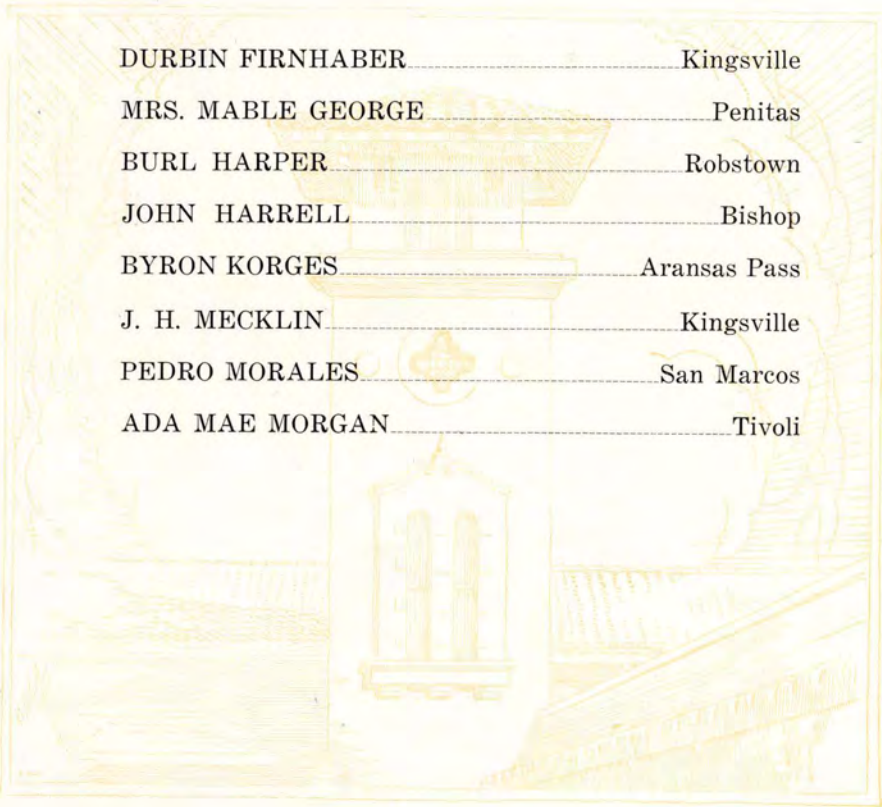 DURBIN FIRNHABER Kingsville
MRS. MABLE GEORGE Penitas
BURL HARPER Robstown
JOHN HARRELL Bishop
BYRON KORGES Aransas Pass
J. H. MECKLIN Kingsville
PEDRO MORALES San Marcos
ADA MAE MORGAN Tivoli